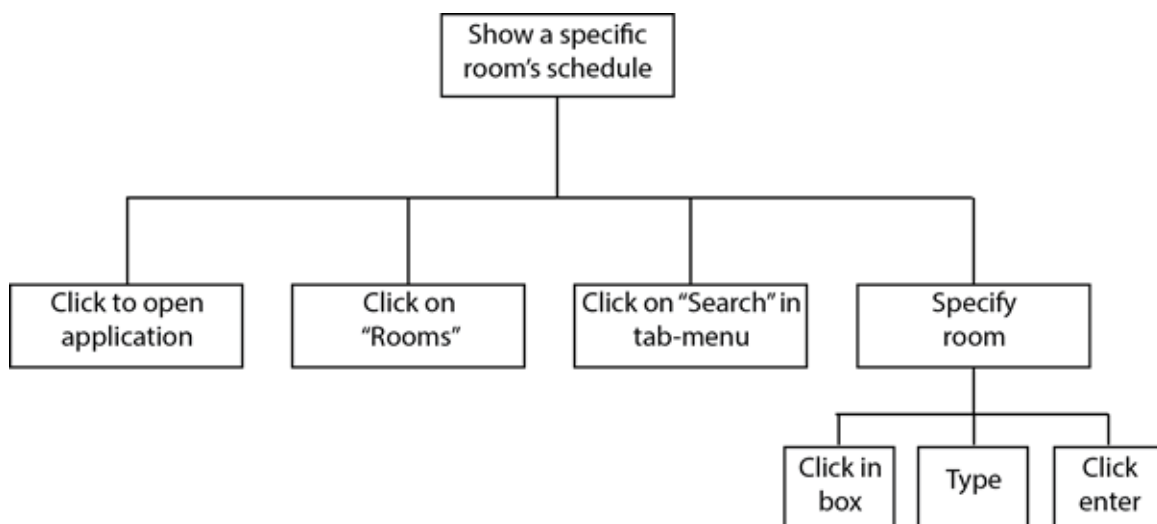 Show a specific
room’s schedule
Click to open
application
Click on
“Rooms”
Click on “Search” in
tab-menu
Specify
room
Click in
box
Type
Click
enter